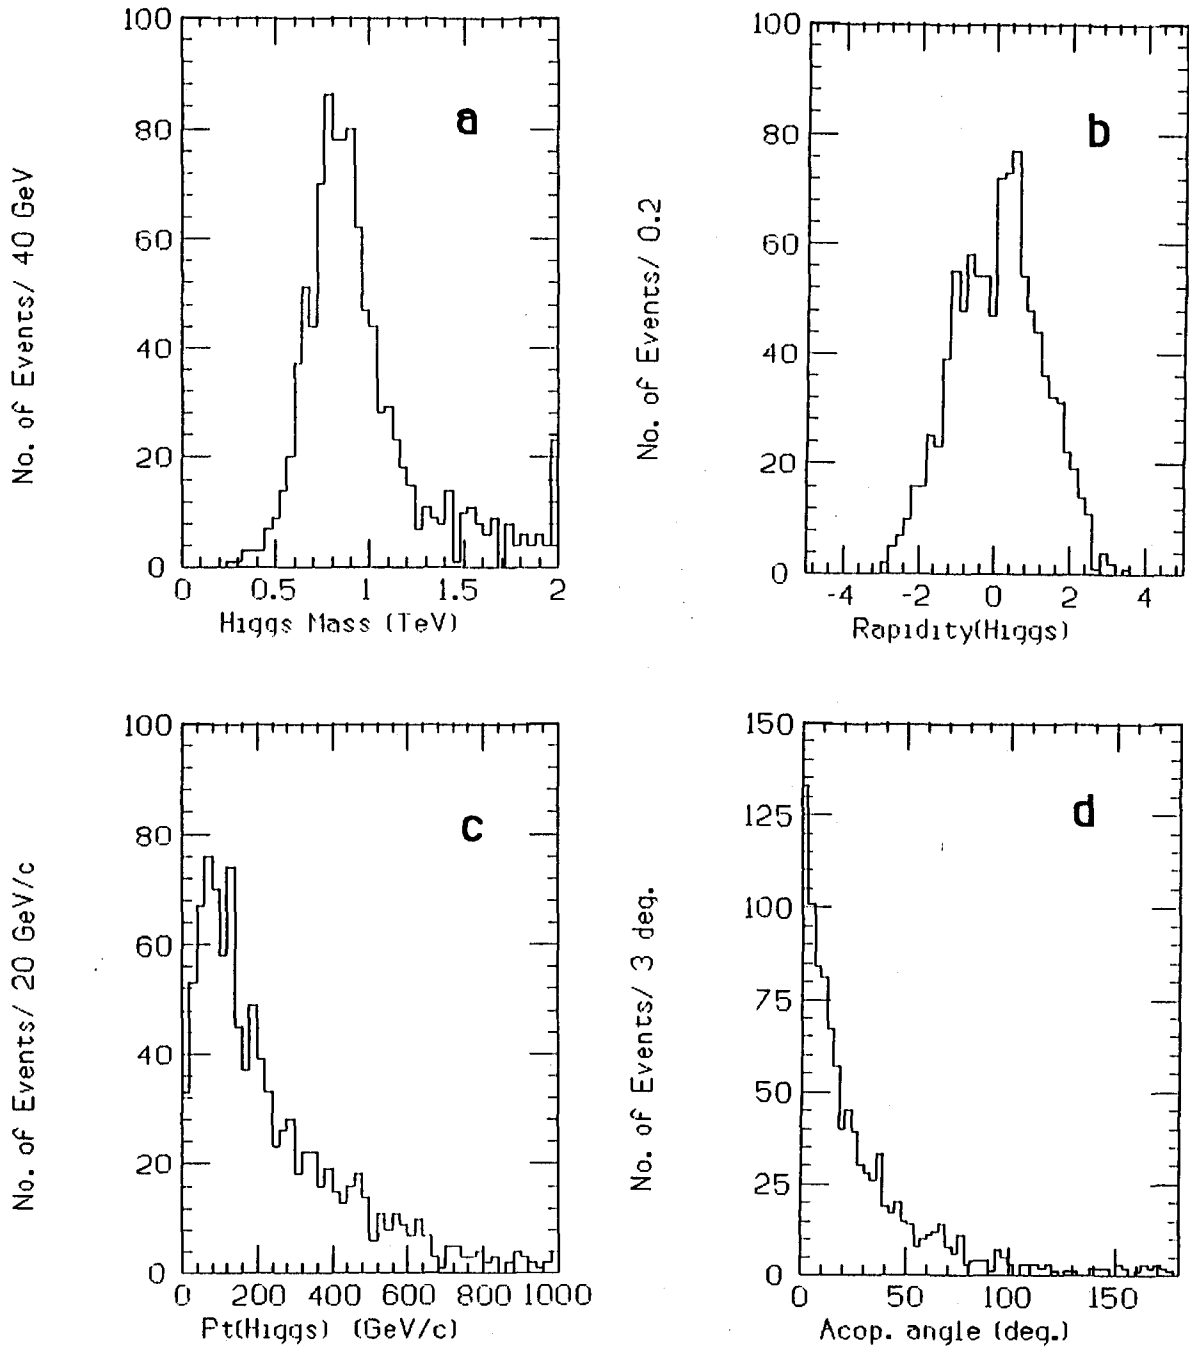 100
80
60
40
20
0
No. of Events/ 40 GeV
a
0 0.5 1 1.5 2
Higgs Mass (TeV)
100
80
60
40
20
0
No. of Events/ 0.2
b
-4 -2 0 2 4
Rapidity(Higgs)
100
80
60
40
20
0
No. of Events/ 20 GeV/c
c
0 200 400 600 800 1000
Pt(Higgs) (GeV/c)
150
125
100
75
50
25
0
No. of Events/ 3 deg.
d
0 50 100 150
Acop. angle (deg.)